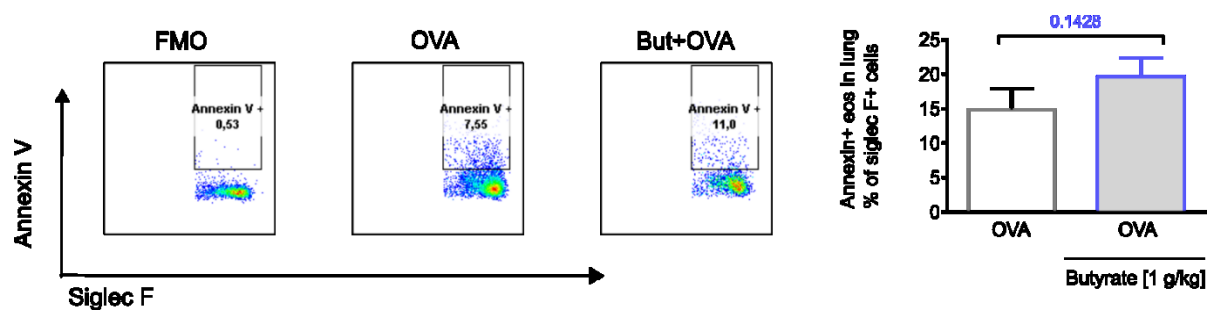 FMO
OVA
But+OVA
Annexin V +
0,53
Annexin V +
7,55
Annexin V +
11,0
Annexin V
Siglec F
0.1428
Annexin+ eos in lung
% of siglec F+ cells
25
20
15
10
5
0
OVA
OVA
Butyrate [1 g/kg]